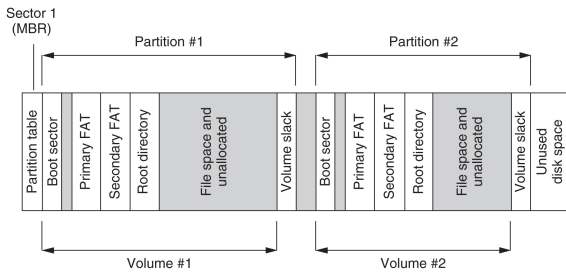 Sector 1
(MBR)
Partition #1
Partition #2
Partition table
Boot sector
Primary FAT
Secondary FAT
Root directory
File space and
unallocated
Volume slack
Boot sector
Primary FAT
Secondary FAT
Root directory
File space and
unallocated
Volume slack
Unused
disk space
Volume #1
Volume #2